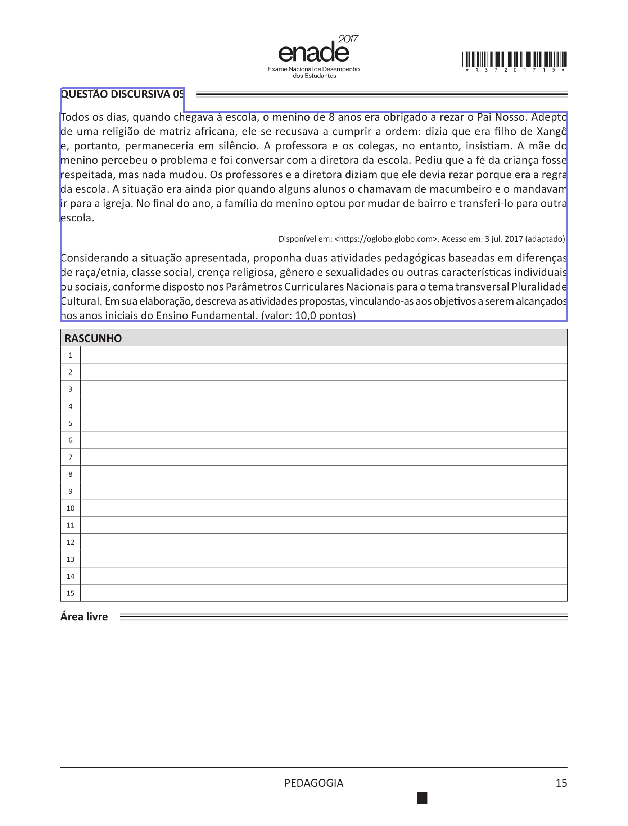 2017
enade
Exame Nacional de Desempenho
dos Estudantes
*R3720171 5*
QUESTÃO DISCURSIVA 05
Todos os dias, quando chegava à escola, o menino de 8 anos era obrigado a rezar o Pai Nosso. Adepto
de uma religião de matriz africana, ele se recusava a cumprir a ordem: dizia que era filho de Xangô
e, portanto, permaneceria em silêncio. A professora e os colegas, no entanto, insistiam. A mãe do
menino percebeu o problema e foi conversar com a diretora da escola. Pediu que a fé da criança fosse
respeitada, mas nada mudou. Os professores e a diretora diziam que ele devia rezar porque era a regra
da escola. A situação era ainda pior quando alguns alunos o chamavam de macumbeiro e o mandavam
ir para a igreja. No final do ano, a família do menino optou por mudar de bairro e transferi-lo para outra
escola.
Disponível em: <https://oglobo.globo.com>. Acesso em: 3 jul. 2017 (adaptado).
Considerando a situação apresentada, proponha duas atividades pedagógicas baseadas em diferenças
de raça/etnia, classe social, crença religiosa, gênero e sexualidades ou outras características individuais
ou sociais, conforme disposto nos Parâmetros Curriculares Nacionais para o tema transversal Pluralidade
Cultural. Em sua elaboração, descreva as atividades propostas, vinculando-as aos objetivos a serem alcançados
nos anos iniciais do Ensino Fundamental. (valor: 10,0 pontos)
RASCUNHO
1
2
3
4
5
6
7
8
9
10
11
12
13
14
15
Área livre
PEDAGOGIA
15